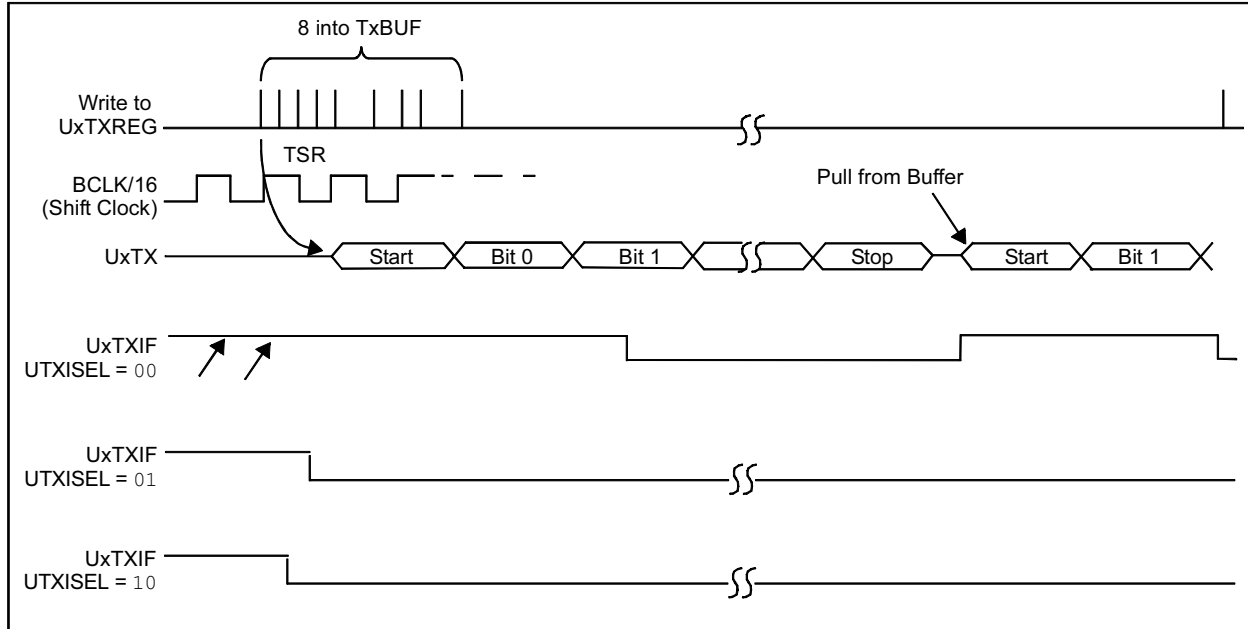 8 into TxBUF
Write to
UxTXREG
TSR
BCLK/16
(Shift Clock)
Pull from Buffer
UxTX
Start
Bit 0
Bit 1
Stop
Start
Bit 1
UxTXIF
UTXISEL = 00
UxTXIF
UTXISEL = 01
UxTXIF
UTXISEL = 10